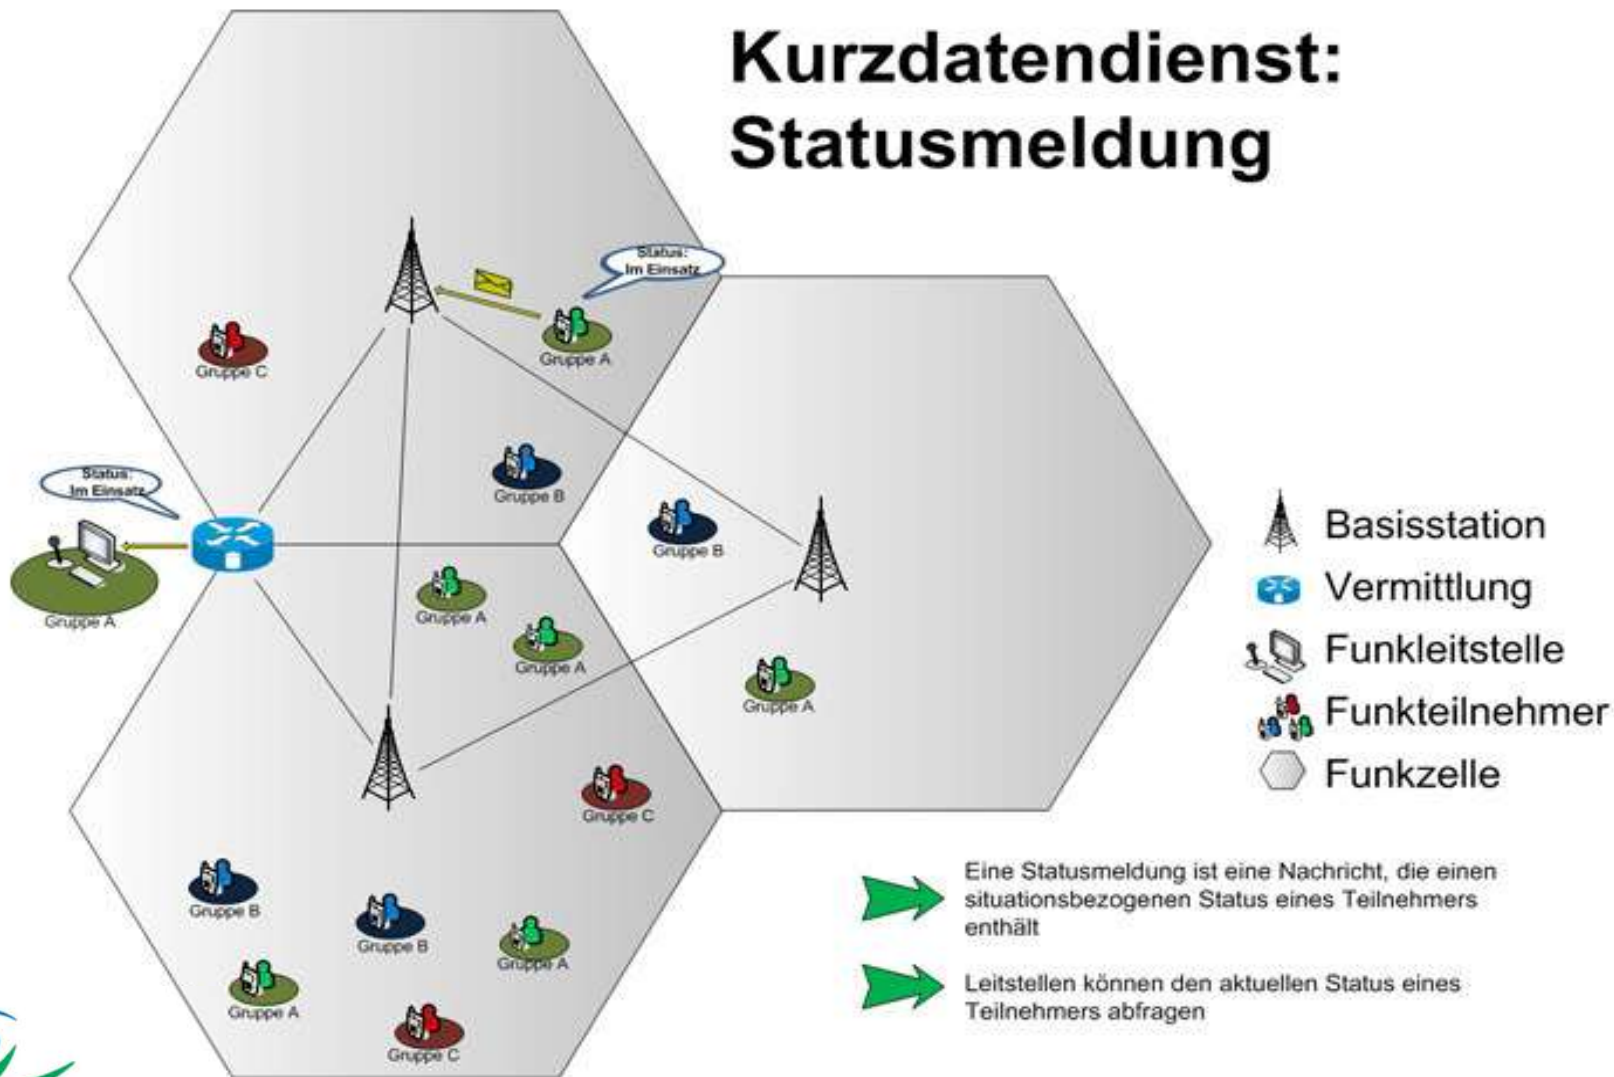 Kurzdatendienst:
Statusmeldung
Status:
Im Einsatz
Gruppe C
Gruppe A
Gruppe B
Status:
Im Einsatz
Gruppe A
Gruppe B
Gruppe A
Gruppe A
Gruppe A
Gruppe C
Gruppe B
Gruppe B
Gruppe A
Gruppe A
Gruppe C
Basisstation
Vermittlung
Funkleitstelle
Funkteilnehmer
Funkzelle
Eine Statusmeldung ist eine Nachricht, die einen
situationsbezogenen Status eines Teilnehmers
enthält
Leitstellen können den aktuellen Status eines
Teilnehmers abfragen